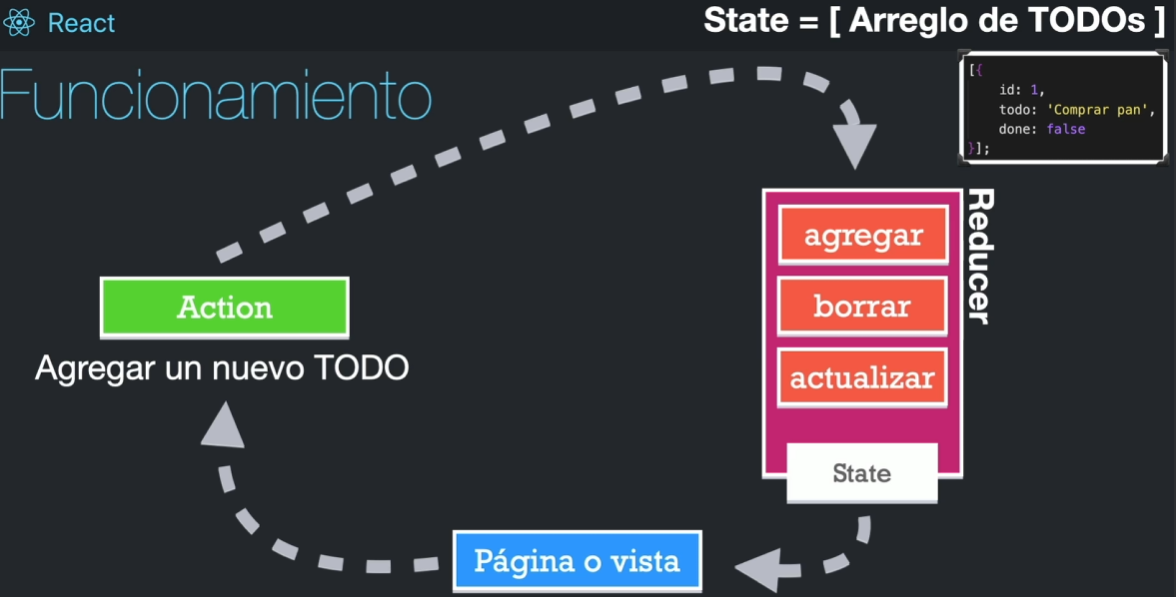 React
State = [ Arreglo de TODOs ]
Funcionamiento
[{
id: 1,
todo: 'Comprar pan',
done: false
}];
Reducer
agregar
borrar
actualizar
State
Action
Agregar un nuevo TODO
Página o vista